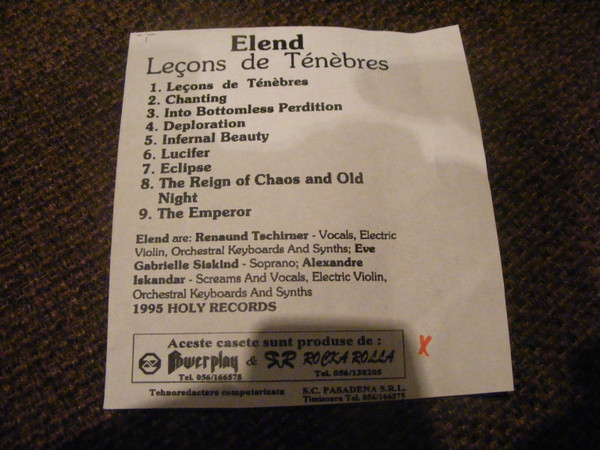 Elend
Leçons de Ténèbres
1. Leçons de Ténèbres
2. Chanting
3. Into Bottomless Perdition
4. Deploration
5. Infernal Beauty
6. Lucifer
7. Eclipse
8. The Reign of Chaos and Old
Night
9. The Emperor
Elend are: Renaund Tschirner - Vocals, Electric
Violin, Orchestral Keyboards And Synths; Eve
Gabrielle Siskind - Soprano; Alexandre
Iskandar - Screams And Vocals, Electric Violin,
Orchestral Keyboards And Synths
1995 HOLY RECORDS
Aceste casete sunt produse de :
Powerplay & RR ROCKA ROLLA
Tel. 056/166575 Tel. 056/138205
Tehnoredactare computerizata S.C. PASADENA S.R.L.
Timisoara Tel. 056/166575
X